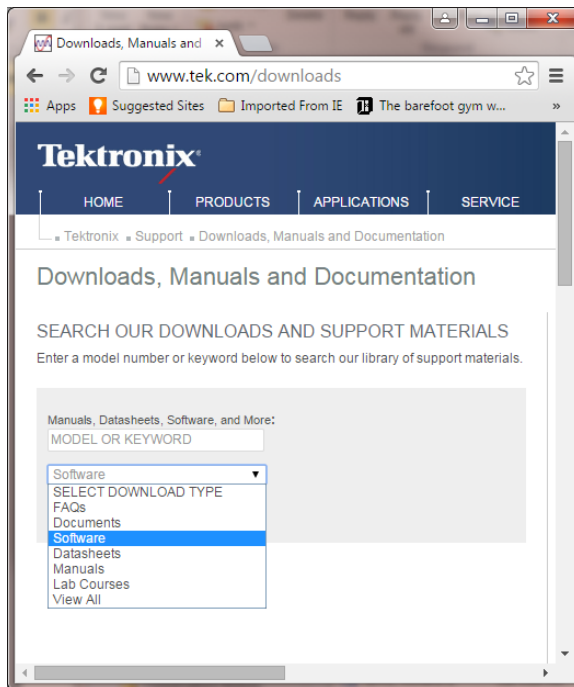 Downloads, Manuals and
www.tek.com/downloads
Apps Suggested Sites Imported From IE The barefoot gym w... »
Tektronix®
HOME PRODUCTS APPLICATIONS SERVICE
Tektronix Support Downloads, Manuals and Documentation
Downloads, Manuals and Documentation
SEARCH OUR DOWNLOADS AND SUPPORT MATERIALS
Enter a model number or keyword below to search our library of support materials.
Manuals, Datasheets, Software, and More:
MODEL OR KEYWORD
Software
SELECT DOWNLOAD TYPE
FAQs
Documents
Software
Datasheets
Manuals
Lab Courses
View All